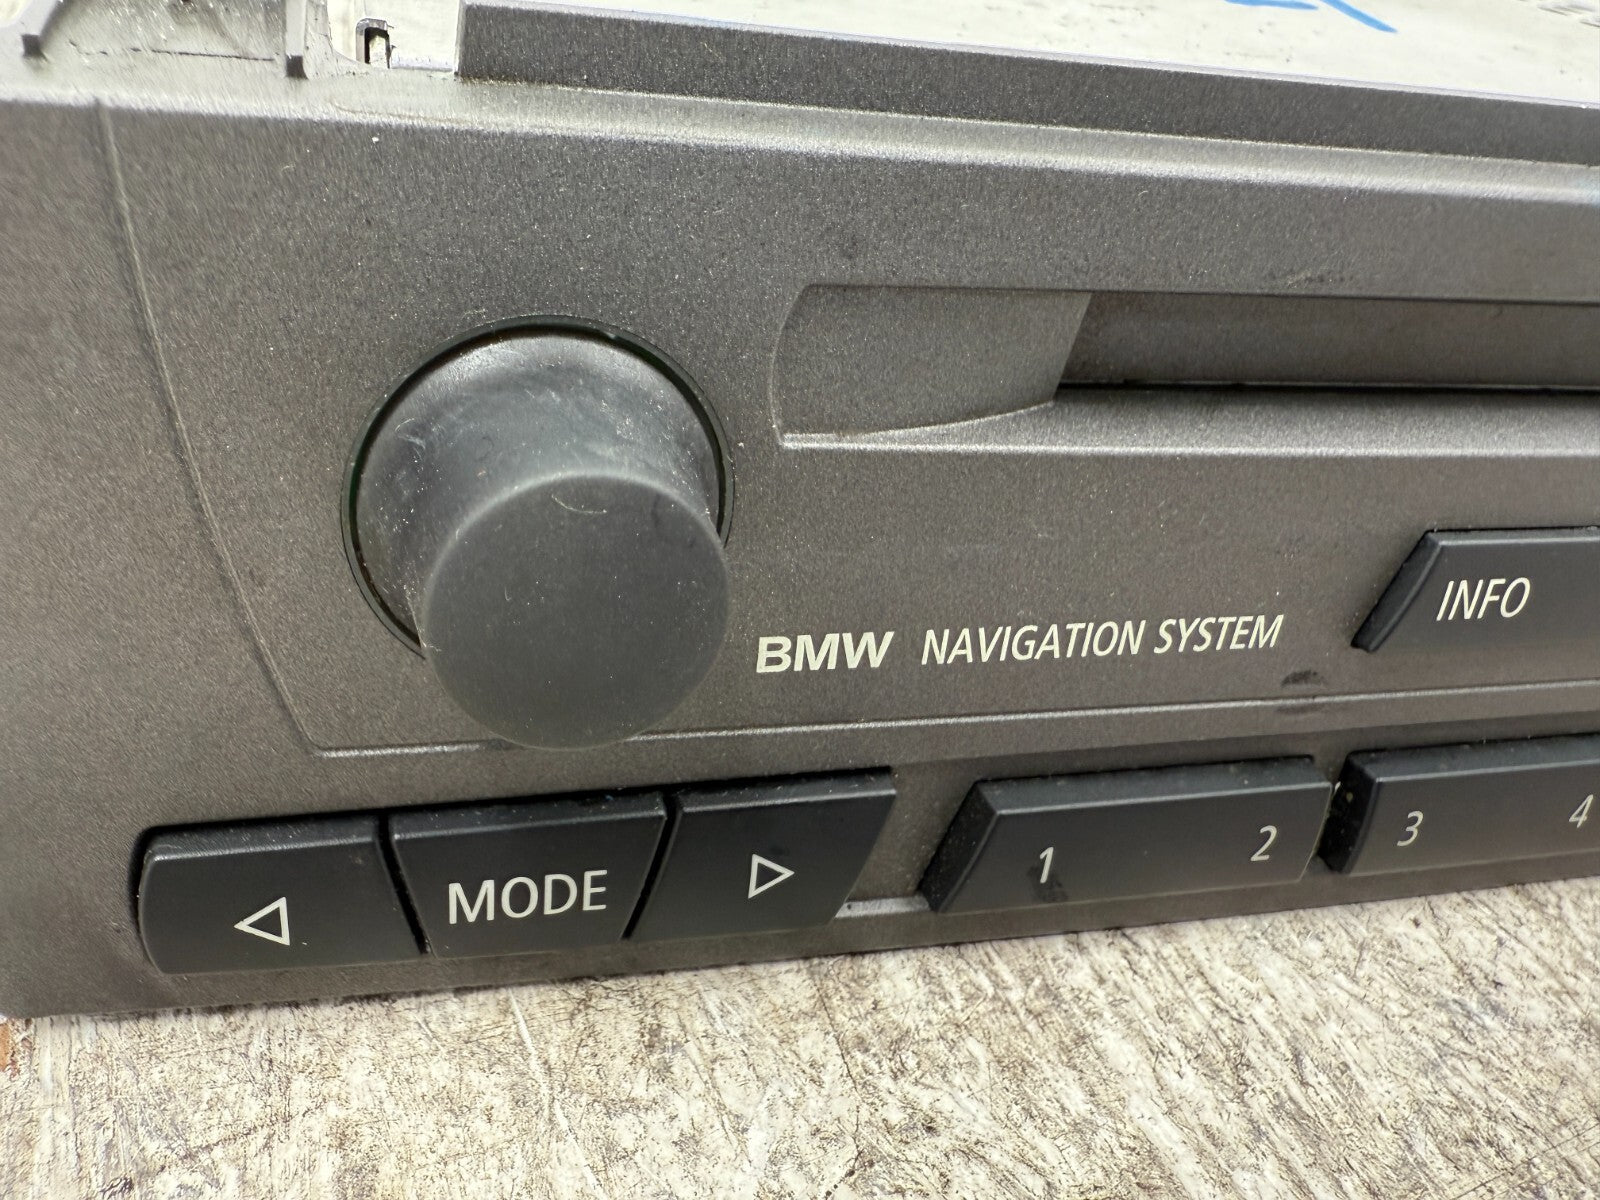 INFO
BMW NAVIGATION SYSTEM
1 2 3 4
◁ MODE ▷